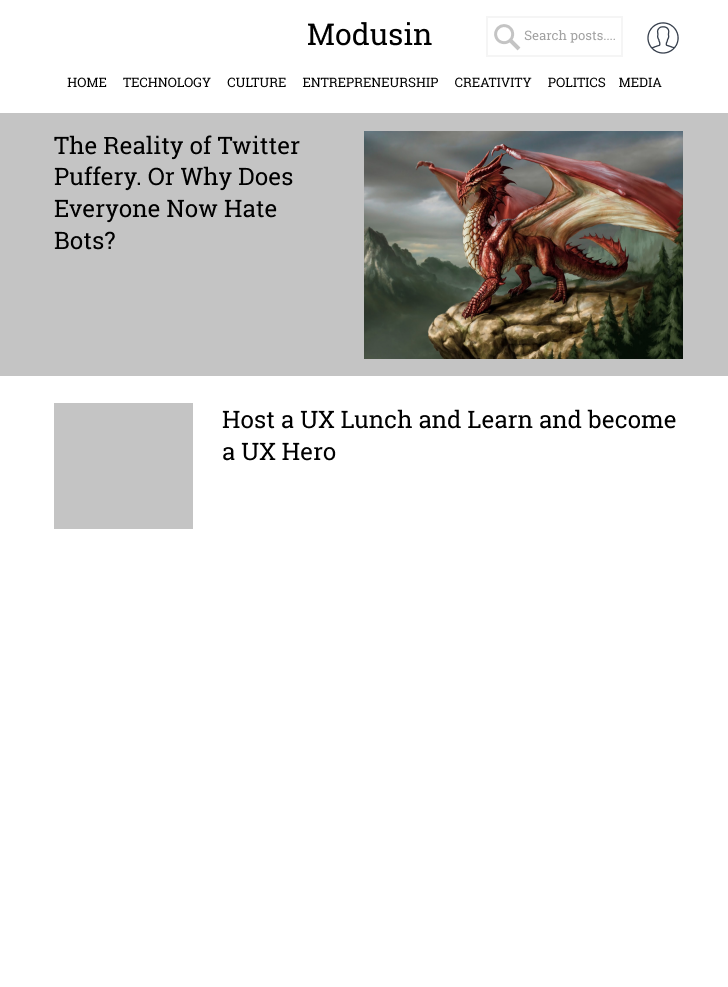 Modusin
Search posts....
HOME TECHNOLOGY CULTURE ENTREPRENEURSHIP CREATIVITY POLITICS MEDIA
The Reality of Twitter
Puffery. Or Why Does
Everyone Now Hate
Bots?
Host a UX Lunch and Learn and become
a UX Hero